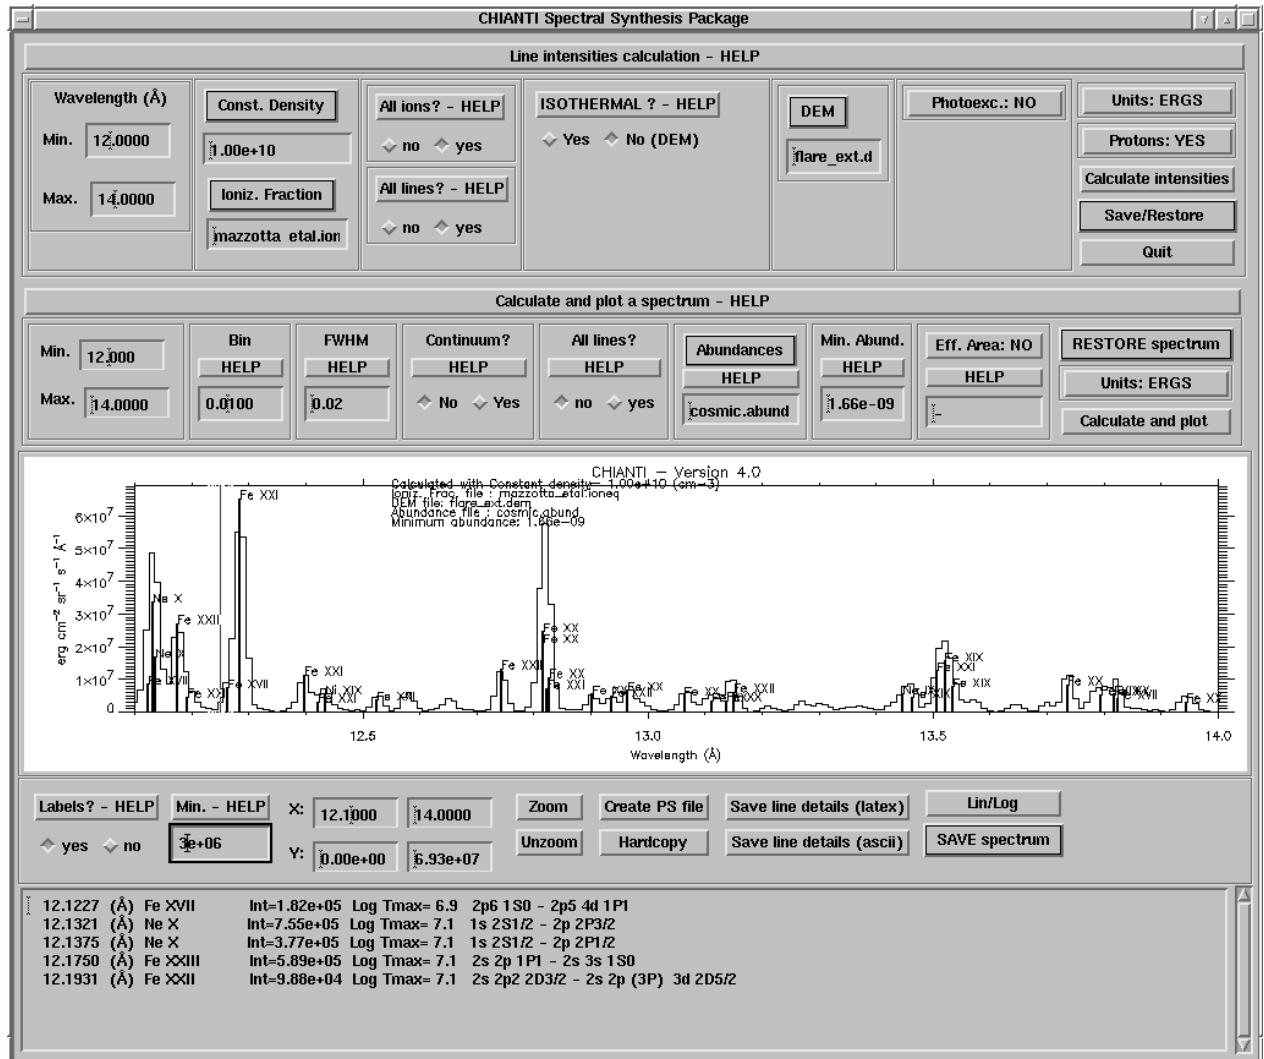 CHIANTI Spectral Synthesis Package
Line intensities calculation - HELP
Wavelength (Å)
Min. 12.0000
Max. 14.0000
Const. Density
1.00e+10
Ioniz. Fraction
mazzotta_etal.ion
All ions? - HELP
no yes
All lines? - HELP
no yes
ISOTHERMAL ? - HELP
Yes No (DEM)
DEM
flare_ext.d
Photoexc.: NO
Units: ERGS
Protons: YES
Calculate intensities
Save/Restore
Quit
Calculate and plot a spectrum - HELP
Min. 12.000
Max. 14.0000
Bin
HELP
0.0100
FWHM
HELP
0.02
Continuum?
HELP
No Yes
All lines?
HELP
no yes
Abundances
HELP
cosmic.abund
Min. Abund.
HELP
1.66e-09
Eff. Area: NO
HELP
-
RESTORE spectrum
Units: ERGS
Calculate and plot
CHIANTI – Version 4.0
Calculated with Constant density= 1.00e+10 (cm-3)
Ioniz. Frac. file : mazzotta_etal.ioneq
DEM file: flare_ext.dem
Abundance file : cosmic.abund
Minimum abundance: 1.66e-09
erg cm⁻² sr⁻¹ s⁻¹ Å⁻¹
6×10⁷
5×10⁷
4×10⁷
3×10⁷
2×10⁷
1×10⁷
0
Fe XXI
Ne X
Fe XXIII
Ne X
Fe XVII
Fe XVII
Fe XXI
Ni XIX
Fe XX
Fe XX
Fe XX
Fe XXI
Fe XXII
Fe XIX
Fe XXI
Fe XIX
Fe XX
Fe XXII
Fe XX
12.5 13.0 13.5 14.0
Wavelength (Å)
Labels? - HELP
yes no
Min. - HELP
3e+06
X: 12.1000 14.0000
Y: 0.00e+00 6.93e+07
Zoom
Unzoom
Create PS file
Hardcopy
Save line details (latex)
Save line details (ascii)
Lin/Log
SAVE spectrum
12.1227 (Å) Fe XVII Int=1.82e+05 Log Tmax= 6.9 2p6 1S0 - 2p5 4d 1P1
12.1321 (Å) Ne X Int=7.55e+05 Log Tmax= 7.1 1s 2S1/2 - 2p 2P3/2
12.1375 (Å) Ne X Int=3.77e+05 Log Tmax= 7.1 1s 2S1/2 - 2p 2P1/2
12.1750 (Å) Fe XXIII Int=5.89e+05 Log Tmax= 7.1 2s 2p 1P1 - 2s 3s 1S0
12.1931 (Å) Fe XXII Int=9.88e+04 Log Tmax= 7.1 2s 2p2 2D3/2 - 2s 2p (3P) 3d 2D5/2